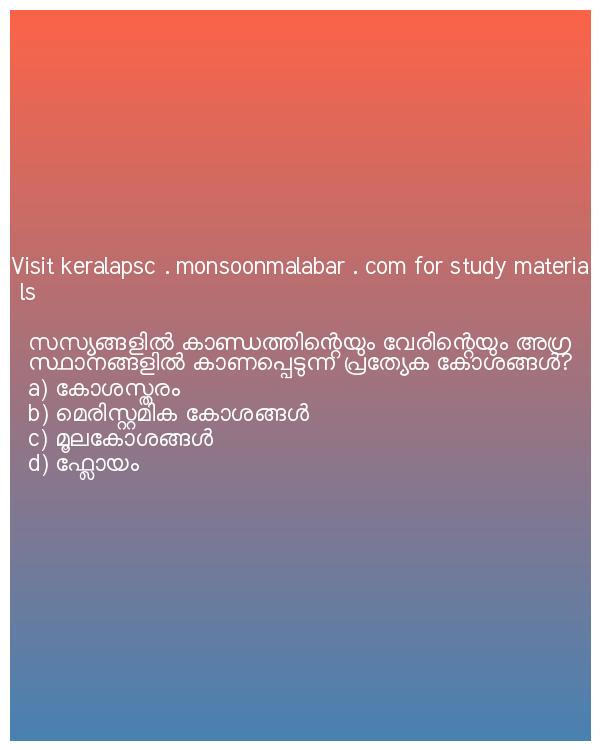 Visit keralapsc . monsoonmalabar . com for study materia
ls
സസ്യങ്ങളിൽ കാണ്ഡത്തിന്റെയും വേരിന്റെയും അഗ്ര
സ്ഥാനങ്ങളിൽ കാണപ്പെടുന്ന പ്രത്യേക കോശങ്ങൾ?
a) കോശസ്തരം
b) മെരിസ്റ്റമിക കോശങ്ങൾ
c) മൂലകോശങ്ങൾ
d) ഫ്ലോയം